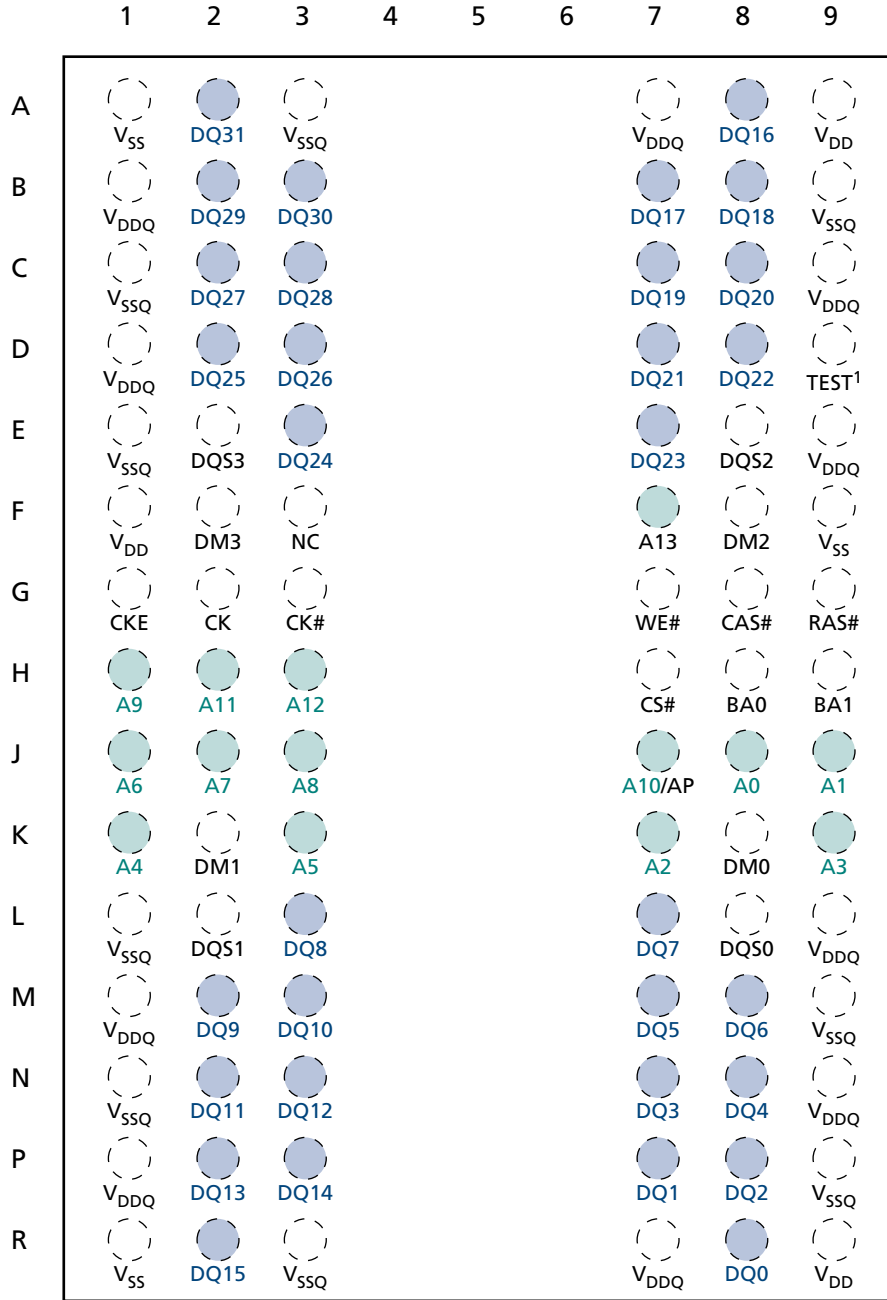 1 2 3 4 5 6 7 8 9
A
VSS DQ31 VSSQ VDDQ DQ16 VDD
B
VDDQ DQ29 DQ30 DQ17 DQ18 VSSQ
C
VSSQ DQ27 DQ28 DQ19 DQ20 VDDQ
D
VDDQ DQ25 DQ26 DQ21 DQ22 TEST1
E
VSSQ DQS3 DQ24 DQ23 DQS2 VDDQ
F
VDD DM3 NC A13 DM2 VSS
G
CKE CK CK# WE# CAS# RAS#
H
A9 A11 A12 CS# BA0 BA1
J
A6 A7 A8 A10/AP A0 A1
K
A4 DM1 A5 A2 DM0 A3
L
VSSQ DQS1 DQ8 DQ7 DQS0 VDDQ
M
VDDQ DQ9 DQ10 DQ5 DQ6 VSSQ
N
VSSQ DQ11 DQ12 DQ3 DQ4 VDDQ
P
VDDQ DQ13 DQ14 DQ1 DQ2 VSSQ
R
VSS DQ15 VSSQ VDDQ DQ0 VDD